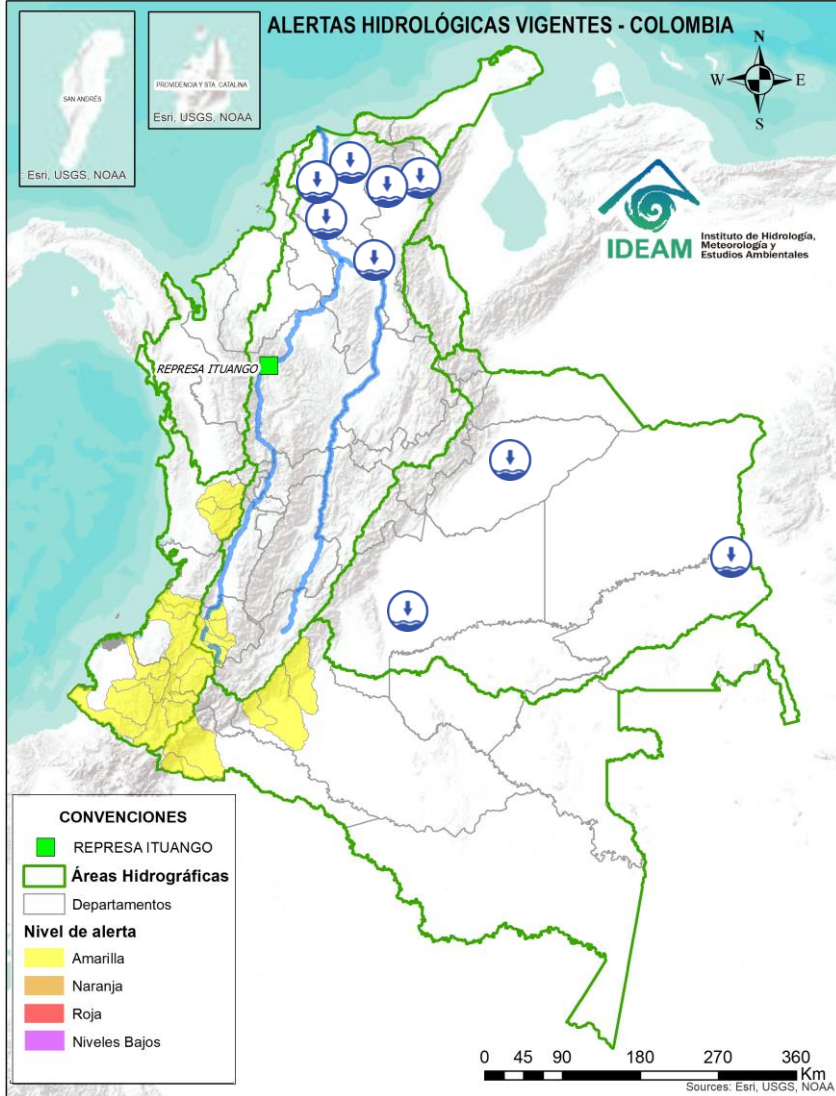 ALERTAS HIDROLÓGICAS VIGENTES - COLOMBIA
SAN ANDRÉS
: Esri, USGS, NOAA
PROVIDENCIA Y STA. CATALINA
Esri, USGS, NOAA
N
W
E
S
IDEAM
Instituto de Hidrología,
Meteorología y
Estudios Ambientales
REPRESA ITUANGO
CONVENCIONES
REPRESA ITUANGO
Áreas Hidrográficas
Departamentos
Nivel de alerta
Amarilla
Naranja
Roja
Niveles Bajos
0 45 90 180 270 360
Km
Sources: Esri, USGS, NOAA